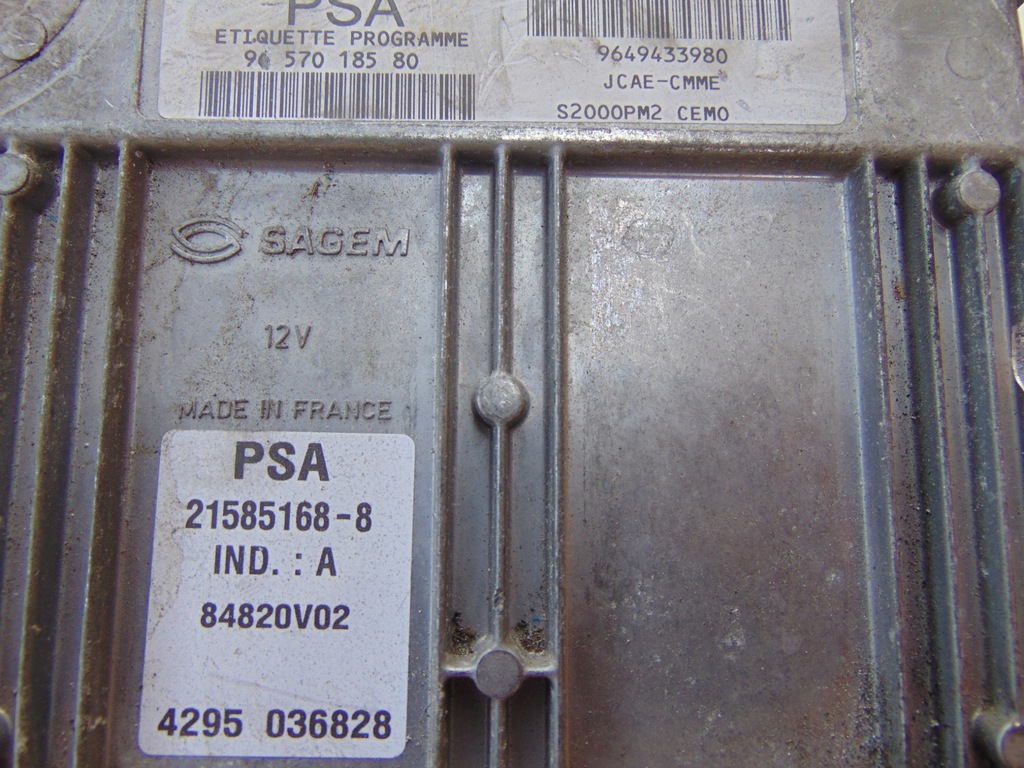 PSA
ETIQUETTE PROGRAMME
96 570 185 80
9649433980
JCAE-CMME
S2000PM2 CEMO
SAGEM
12V
MADE IN FRANCE
PSA
21585168-8
IND. : A
84820V02
4295 036828